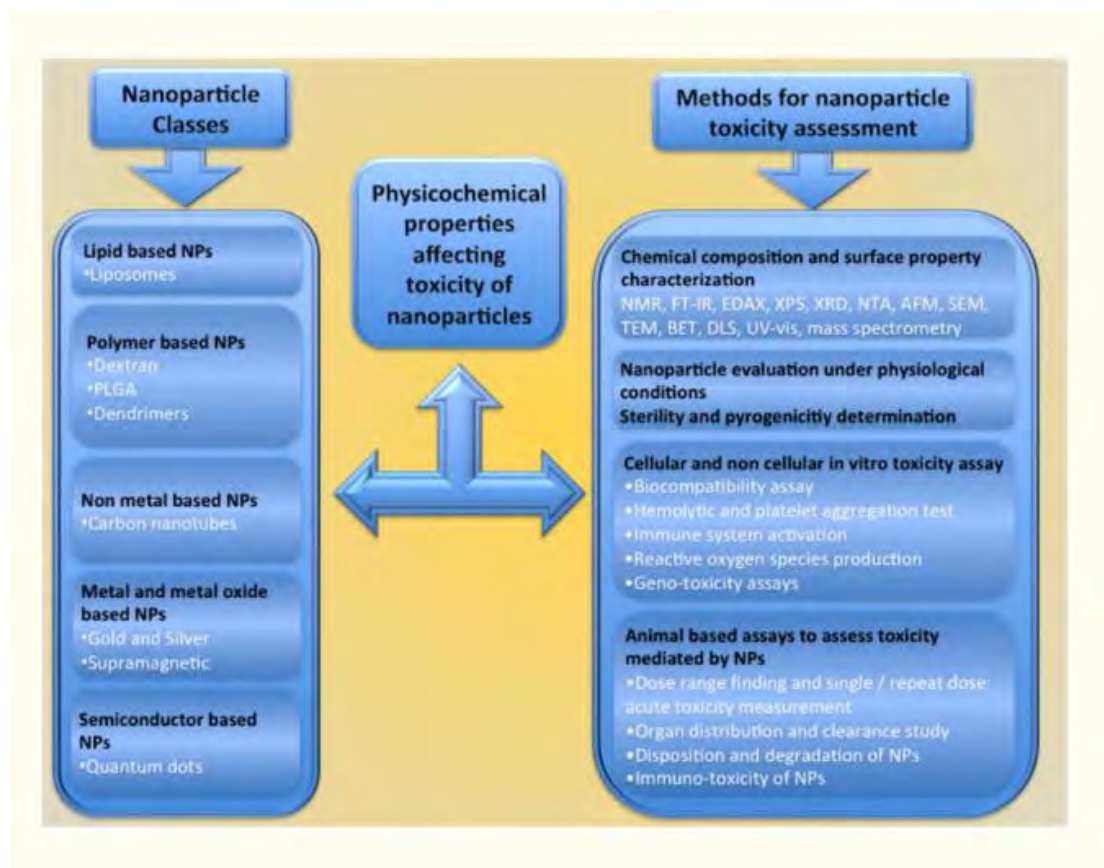 Nanoparticle
Classes
Lipid based NPs
•Liposomes
Polymer based NPs
•Dextran
•PLGA
•Dendrimers
Non metal based NPs
•Carbon nanotubes
Metal and metal oxide
based NPs
•Gold and Silver
•Supramagnetic
Semiconductor based
NPs
•Quantum dots
Physicochemical
properties
affecting
toxicity of
nanoparticles
Methods for nanoparticle
toxicity assessment
Chemical composition and surface property
characterization
NMR, FT-IR, EDAX, XPS, XRD, NTA, AFM, SEM,
TEM, BET, DLS, UV-vis, mass spectrometry
Nanoparticle evaluation under physiological
conditions
Sterility and pyrogenicitiy determination
Cellular and non cellular in vitro toxicity assay
•Biocompatibility assay
•Hemolytic and platelet aggregation test
•Immune system activation
•Reactive oxygen species production
•Geno-toxicity assays
Animal based assays to assess toxicity
mediated by NPs
•Dose range finding and single / repeat dose
acute toxicity measurement
•Organ distribution and clearance study
•Disposition and degradation of NPs
•Immuno-toxicity of NPs